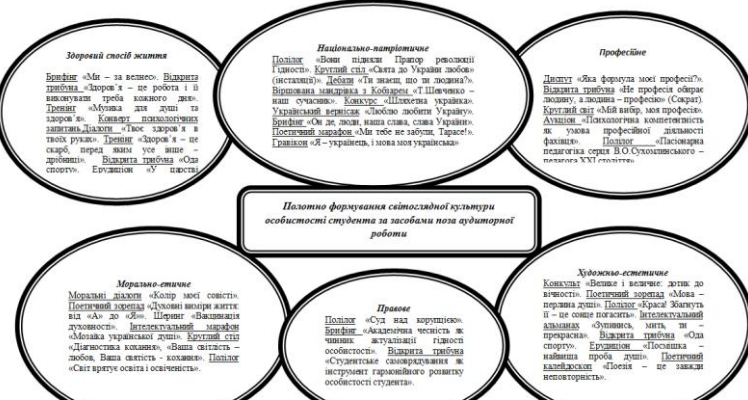 Здоровий спосіб життя
Брифінг «Ми – за велнес». Відкрита
трибуна «Здоров'я – це робота і її
виконувати треба кожного дня».
Тренінг «Музика для душі та
здоров'я». Конверт психологічних
запитань Діалоги «Твоє здоров'я в
твоїх руках». Тренінг «Здоров'я – це
скарб, перед яким усе інше –
дрібниці». Відкрита трибуна «Ода
спорту». Ерудиціон «У царстві
Національно-патріотичне
Полілог «Вони підняли Прапор революції
Гідності». Круглий стіл «Свята до України любов»
(інсталяції)». Дебати «Ти знаєш, що ти людина?».
Віршована мандрівка з Кобзарем «Т.Шевченко –
наш сучасник». Конкурс «Шляхетна українка».
Український вернісаж «Люблю любити Україну».
Брифінг «Он де, люди, наша слава, слава України».
Поетичний марафон «Ми тебе не забули, Тарасе!».
Гравікон «Я – українець, і мова моя українська»
Професійне
Диспут «Яка формула моєї професії?».
Відкрита трибуна «Не професія обирає
людину, а людина – професію» (Сократ).
Круглий світ «Мій вибір, моя професія».
Аукціон «Психологічна компетентність
як умова професійної діяльності
фахівця». Полілог «Пасіонарна
педагогіка серця В.О.Сухомлинського –
педагога ХХІ століття»
Полотно формування світоглядної культури
особистості студента за засобами поза аудиторної
роботи
Морально-етичне
Моральні діалоги «Колір моєї совісті».
Поетичний зорепад «Духовні виміри життя:
від «А» до «Я»». Шеринг «Вакцинація
духовності». Інтелектуальний марафон
«Мозаїка української душі». Круглий стіл
«Діагностика кохання», «Ваша світлість –
любов, Ваша святість - кохання». Полілог
«Світ врятує освіта і освіченість».
Правове
Полілог «Суд над корупцією».
Брифінг «Академічна чесність як
чинник актуалізації гідності
особистості». Відкрита трибуна
«Студентське самоврядування як
інструмент гармонійного розвитку
особистості студента».
Художньо-естетичне
Конкульт «Велике і величне: дотик до
вічності». Поетичний зорепад «Мова –
перлина душі». Полілог «Краса! Збагнуть
її – це сонце погасить». Інтелектуальний
альманах «Зупинись, мить, ти –
прекрасна». Відкрита трибуна «Ода
спорту». Ерудиціон «Посмішка –
найвища проба душі». Поетичний
калейдоскоп «Поезія – це завжди
неповторність».